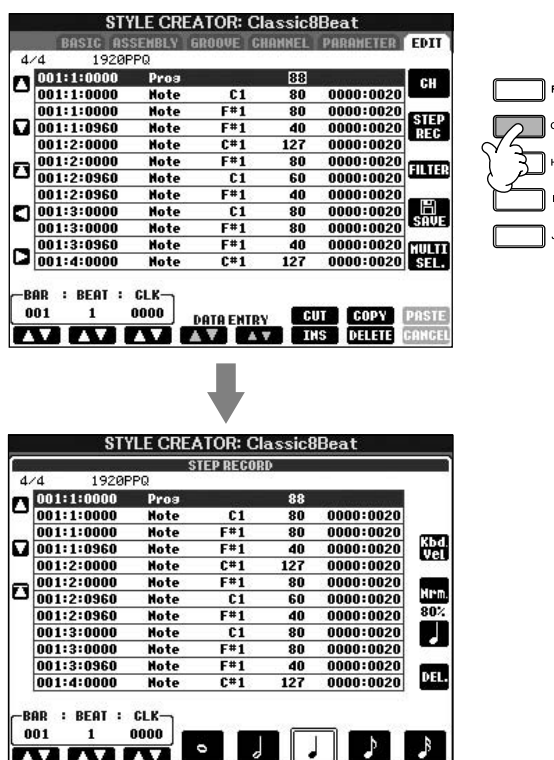 STYLE CREATOR: Classic8Beat
BASIC ASSEMBLY GROOVE CHANNEL PARAMETER EDIT
4/4 1920PPQ
001:1:0000 Prog 88
001:1:0000 Note C1 80 0000:0020
001:1:0000 Note F#1 80 0000:0020
001:1:0960 Note F#1 40 0000:0020
001:2:0000 Note C#1 127 0000:0020
001:2:0000 Note F#1 80 0000:0020
001:2:0960 Note C1 60 0000:0020
001:2:0960 Note F#1 40 0000:0020
001:3:0000 Note C1 80 0000:0020
001:3:0000 Note F#1 80 0000:0020
001:3:0960 Note F#1 40 0000:0020
001:4:0000 Note C#1 127 0000:0020
CH
STEP
REC
FILTER
SAVE
MULTI
SEL.
BAR : BEAT : CLK
001 1 0000
DATA ENTRY
CUT COPY PASTE
INS DELETE CANCEL
STYLE CREATOR: Classic8Beat
STEP RECORD
4/4 1920PPQ
001:1:0000 Prog 88
001:1:0000 Note C1 80 0000:0020
001:1:0000 Note F#1 80 0000:0020
001:1:0960 Note F#1 40 0000:0020
001:2:0000 Note C#1 127 0000:0020
001:2:0000 Note F#1 80 0000:0020
001:2:0960 Note C1 60 0000:0020
001:2:0960 Note F#1 40 0000:0020
001:3:0000 Note C1 80 0000:0020
001:3:0000 Note F#1 80 0000:0020
001:3:0960 Note F#1 40 0000:0020
001:4:0000 Note C#1 127 0000:0020
Kbd.
Vel
Nrm.
80%
DEL.
BAR : BEAT : CLK
001 1 0000